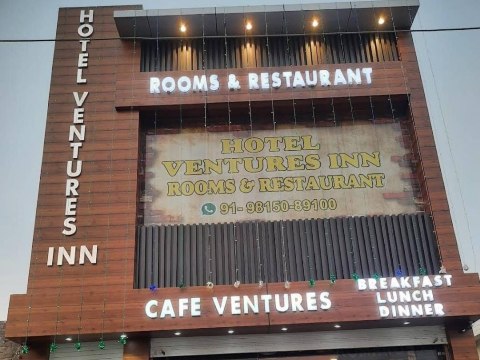 HOTEL VENTURES INN
ROOMS & RESTAURANT
HOTEL
VENTURES INN
ROOMS & RESTAURANT
91- 98150-89100
CAFE VENTURES
BREAKFAST
LUNCH
DINNER